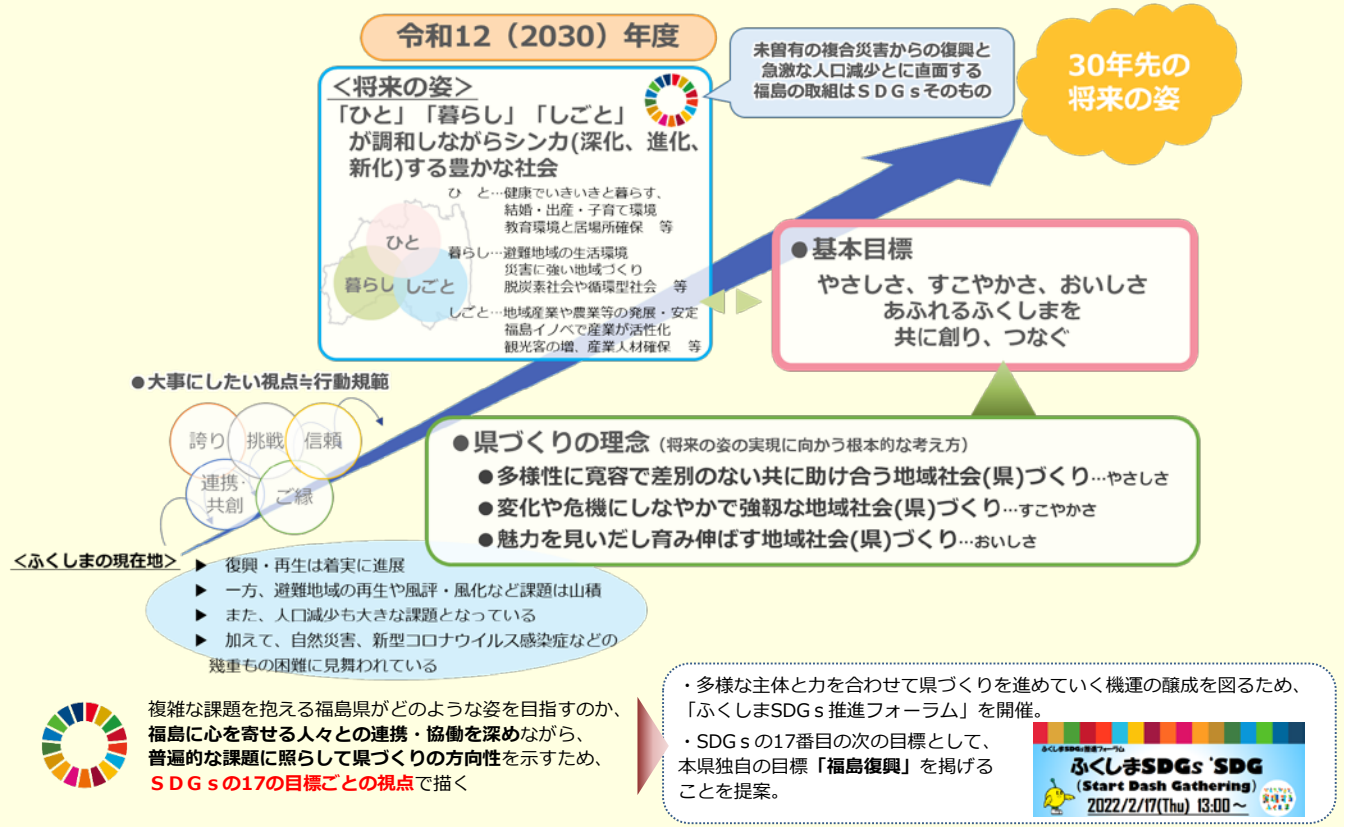 令和12（2030）年度
未曽有の複合災害からの復興と
急激な人口減少とに直面する
福島の取組はＳＤＧｓそのもの
30年先の
将来の姿
＜将来の姿＞
「ひと」「暮らし」「しごと」
が調和しながらシンカ(深化、進化、
新化)する豊かな社会
ひ　と…健康でいきいきと暮らす、
結婚・出産・子育て環境
教育環境と居場所確保　等
暮らし…避難地域の生活環境
災害に強い地域づくり
脱炭素社会や循環型社会　等
しごと…地域産業や農業等の発展・安定
福島イノベで産業が活性化
観光客の増、産業人材確保　等
ひと
暮らし
しごと
●基本目標
やさしさ、すこやかさ、おいしさ
あふれるふくしまを
共に創り、つなぐ
●大事にしたい視点≒行動規範
誇り
挑戦
信頼
連携・
共創
ご縁
●県づくりの理念（将来の姿の実現に向かう根本的な考え方）
●多様性に寛容で差別のない共に助け合う地域社会(県)づくり…やさしさ
●変化や危機にしなやかで強靱な地域社会(県)づくり…すこやかさ
●魅力を見いだし育み伸ばす地域社会(県)づくり…おいしさ
＜ふくしまの現在地＞
▶ 復興・再生は着実に進展
▶ 一方、避難地域の再生や風評・風化など課題は山積
▶ また、人口減少も大きな課題となっている
▶ 加えて、自然災害、新型コロナウイルス感染症などの
幾重もの困難に見舞われている
複雑な課題を抱える福島県がどのような姿を目指すのか、
福島に心を寄せる人々との連携・協働を深めながら、
普遍的な課題に照らして県づくりの方向性を示すため、
ＳＤＧｓの17の目標ごとの視点で描く
・多様な主体と力を合わせて県づくりを進めていく機運の醸成を図るため、
「ふくしまSDGｓ推進フォーラム」を開催。
・SDGｓの17番目の次の目標として、
本県独自の目標「福島復興」を掲げる
ことを提案。
ふくしまSDGs推進フォーラム
ふくしまSDGs 'SDG
(Start Dash Gathering)
2022/2/17(Thu) 13:00～